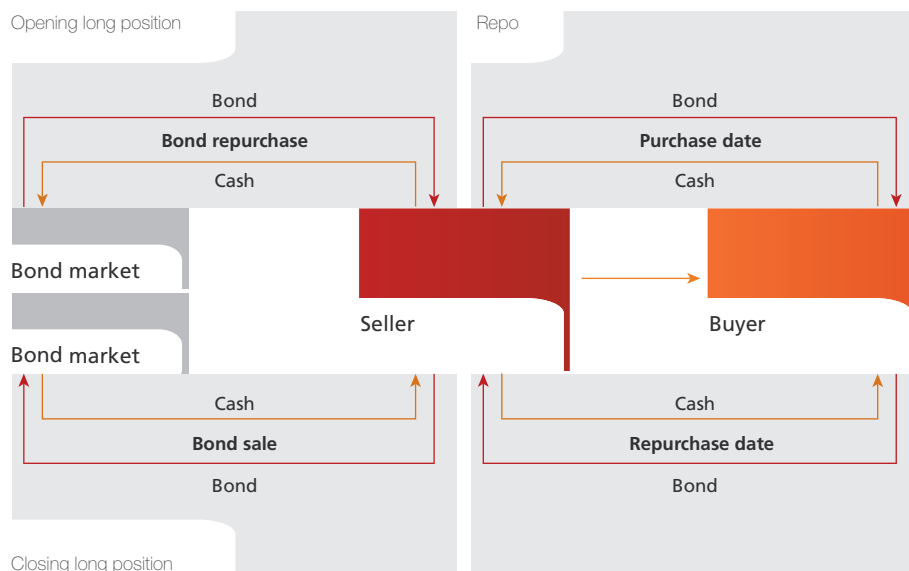 Opening long position
Repo
Bond
Bond
Bond repurchase
Purchase date
Cash
Cash
Bond market
Seller
Buyer
Bond market
Cash
Cash
Bond sale
Repurchase date
Bond
Bond
Closing long position